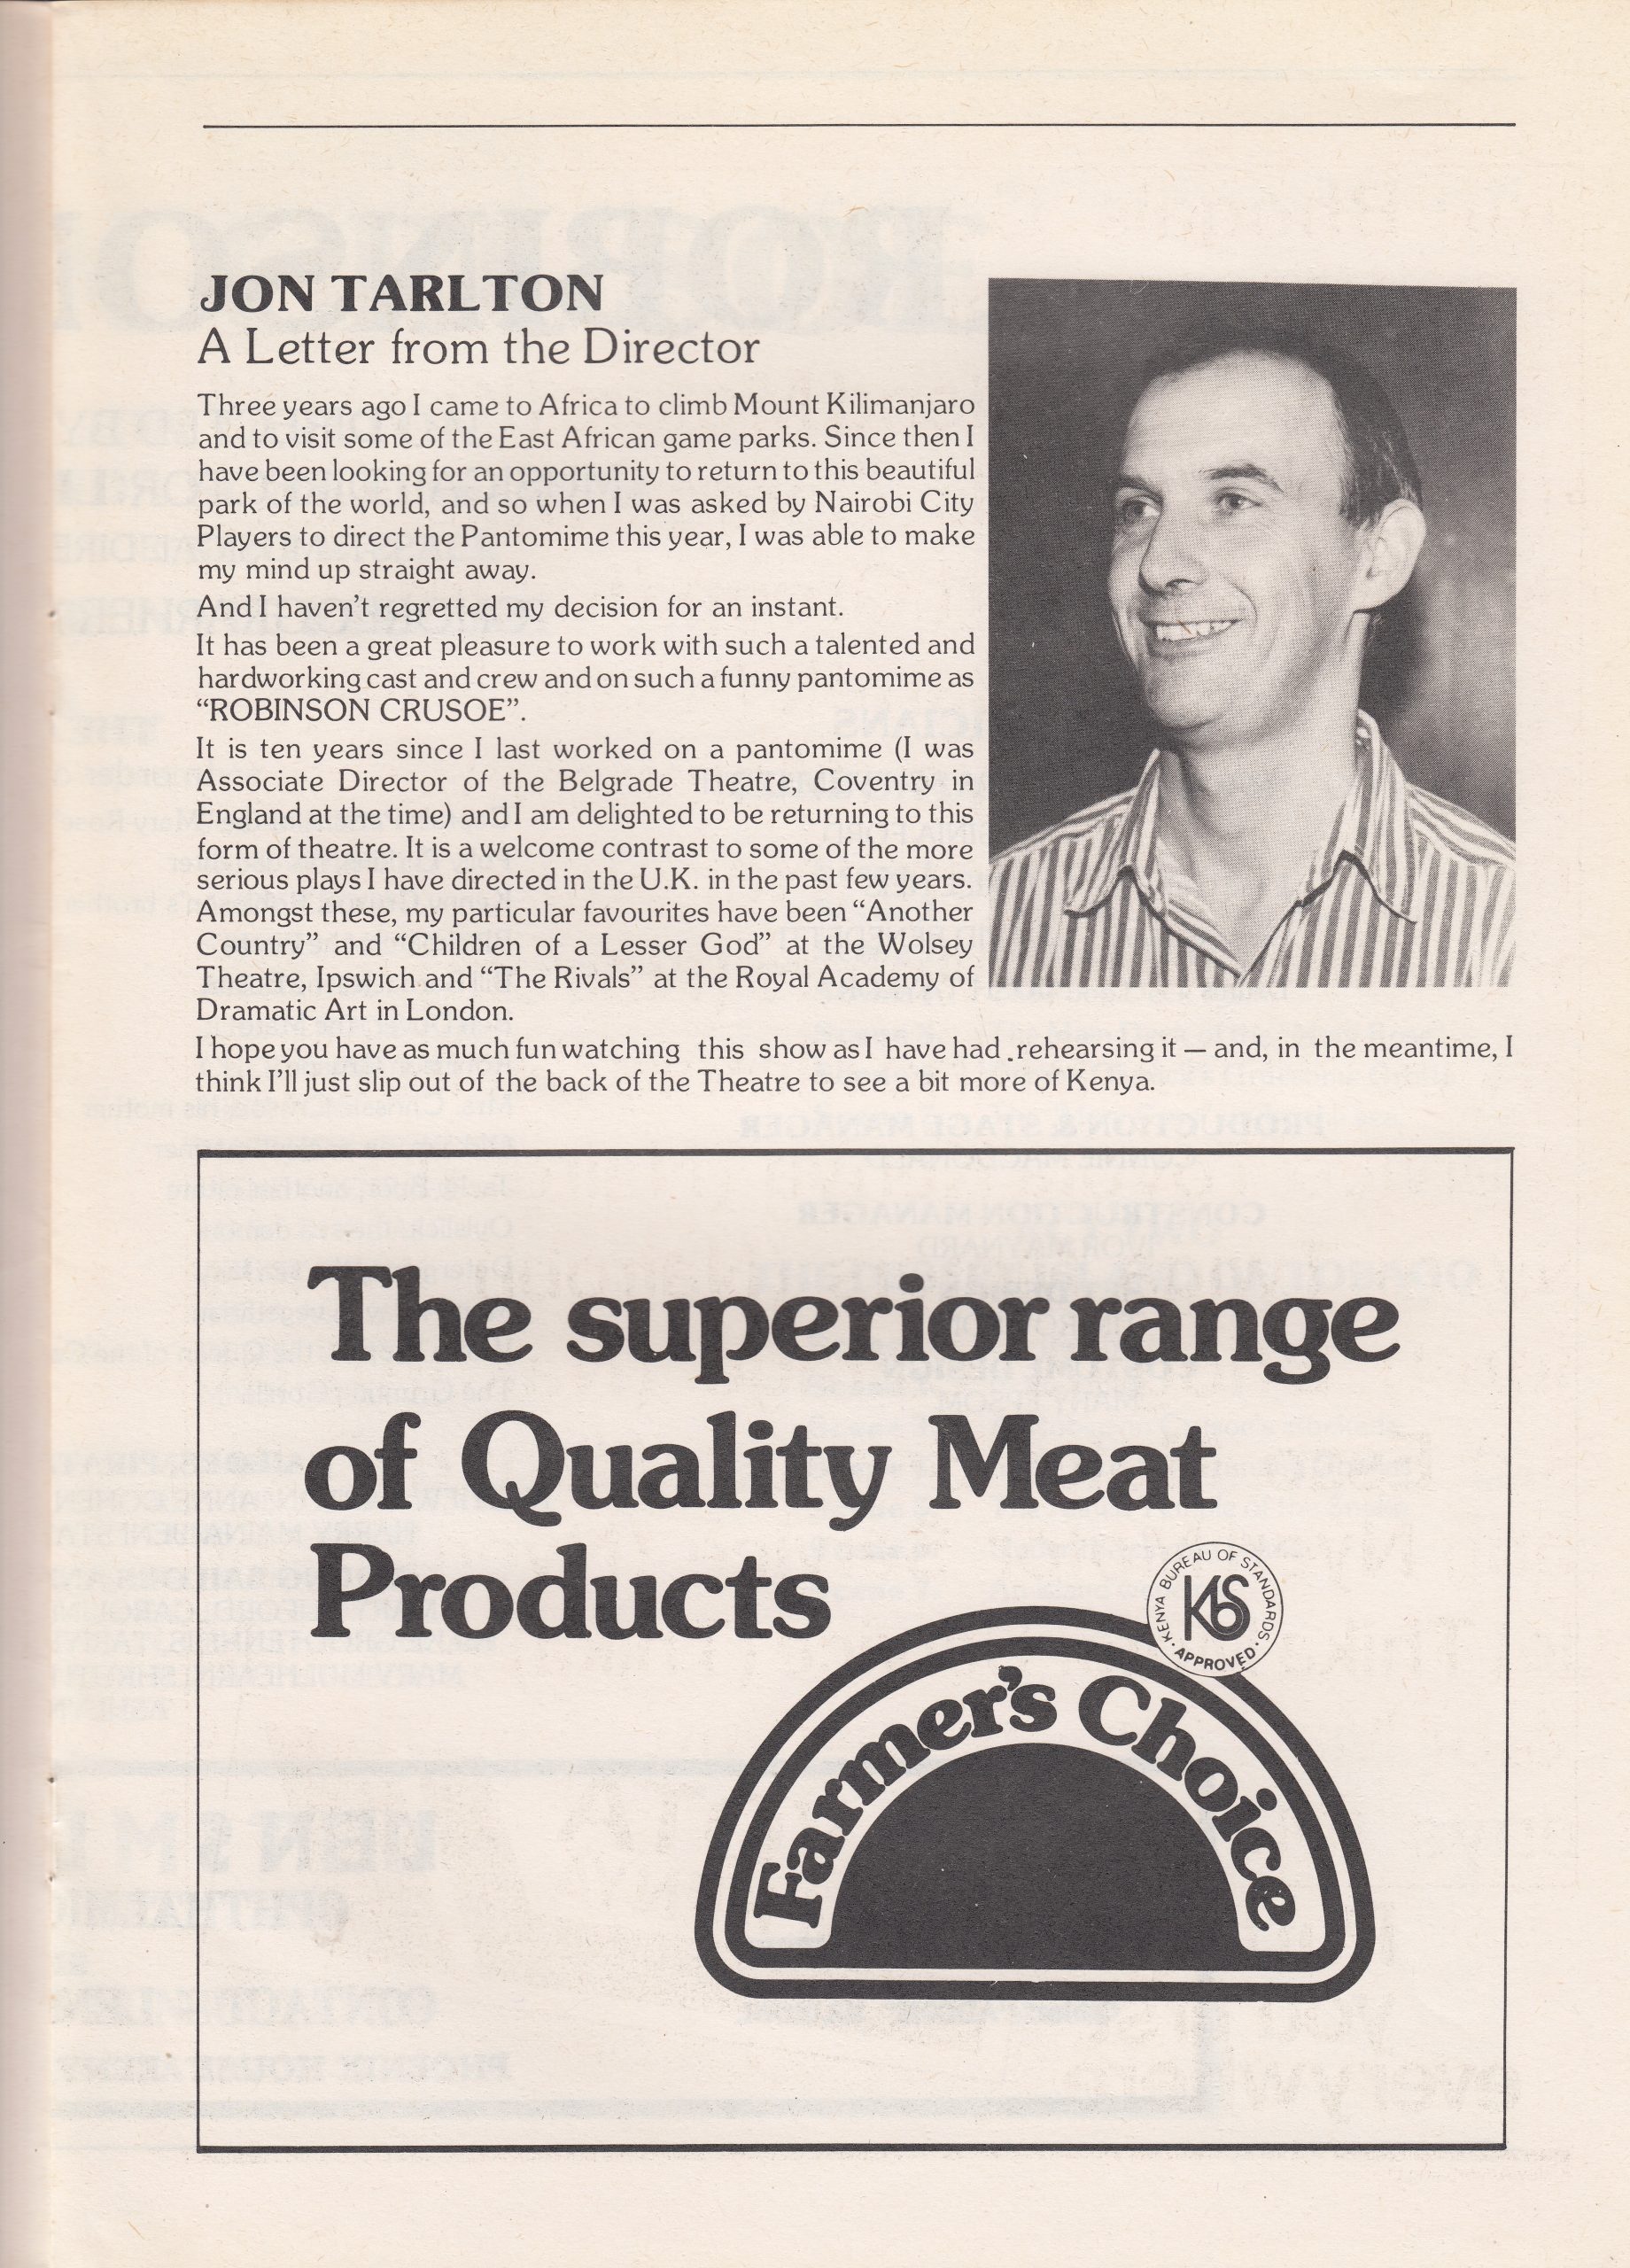 JON TARLTON
A Letter from the Director
Three years ago I came to Africa to climb Mount Kilimanjaro
and to visit some of the East African game parks. Since then I
have been looking for an opportunity to return to this beautiful
park of the world, and so when I was asked by Nairobi City
Players to direct the Pantomime this year, I was able to make
my mind up straight away.
And I haven't regretted my decision for an instant.
It has been a great pleasure to work with such a talented and
hardworking cast and crew and on such a funny pantomime as
“ROBINSON CRUSOE”.
It is ten years since I last worked on a pantomime (I was
Associate Director of the Belgrade Theatre, Coventry in
England at the time) and I am delighted to be returning to this
form of theatre. It is a welcome contrast to some of the more
serious plays I have directed in the U.K. in the past few years.
Amongst these, my particular favourites have been “Another
Country” and “Children of a Lesser God” at the Wolsey
Theatre, Ipswich and “The Rivals” at the Royal Academy of
Dramatic Art in London.
I hope you have as much fun watching this show as I have had .rehearsing it — and, in the meantime, I
think I'll just slip out of the back of the Theatre to see a bit more of Kenya.
The superior range
of Quality Meat
Products
KENYA BUREAU OF STANDARDS
KBS
· APPROVED ·
Farmer's Choice